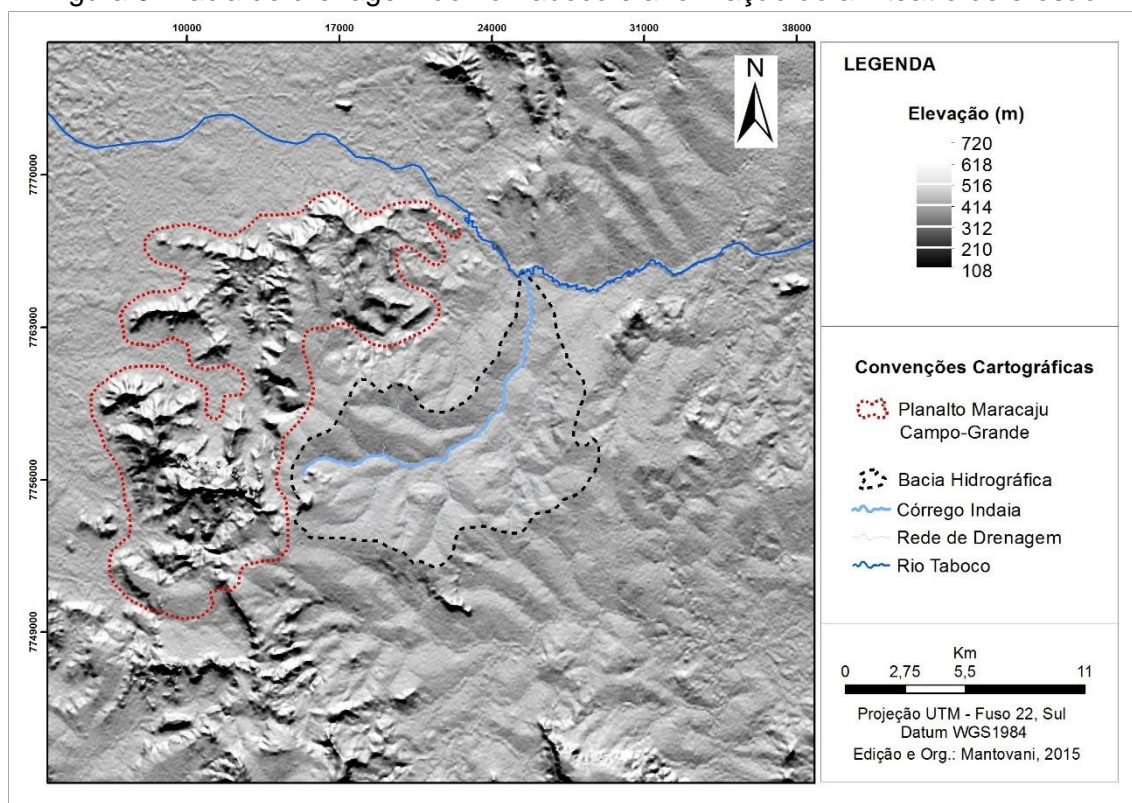 10000 17000 24000 31000 38000
7770000
7763000
7756000
7749000
N
LEGENDA
Elevação (m)
720
618
516
414
312
210
108
Convenções Cartográficas
Planalto Maracaju
Campo-Grande
Bacia Hidrográfica
Córrego Indaia
Rede de Drenagem
Rio Taboco
Km
0 2,75 5,5 11
Projeção UTM - Fuso 22, Sul
Datum WGS1984
Edição e Org.: Mantovani, 2015